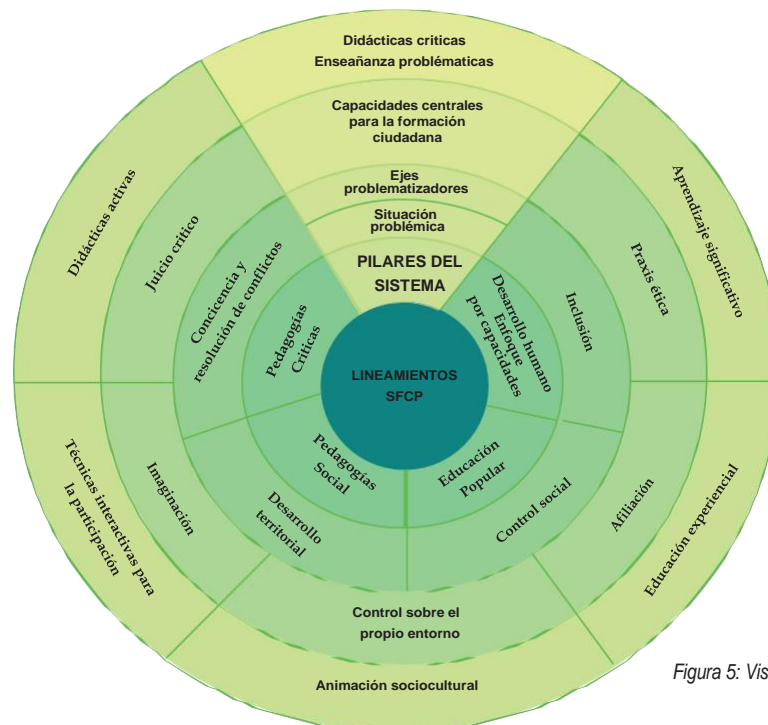 Didácticas criticas
Enseañanza problématicas
Capacidades centrales
para la formación
ciudadana
Ejes
problematizadores
Situación
problémica
PILARES DEL
SISTEMA
LINEAMIENTOS
SFCP
Didácticas activas
Juicio critico
Concicencia y
resolución de conflictos
Pedagogías
Criticas
Desarrollo humano
Enfoque
por capacidades
Inclusión
Praxis ética
Aprendizaje significativo
Técnicas interactivas para
la participación
Imaginación
Desarrollo
territorial
Pedagogías
Social
Educación
Popular
Control social
Afiliación
Educación experiencial
Control sobre el
propio entorno
Animación sociocultural
Figura 5: Vis